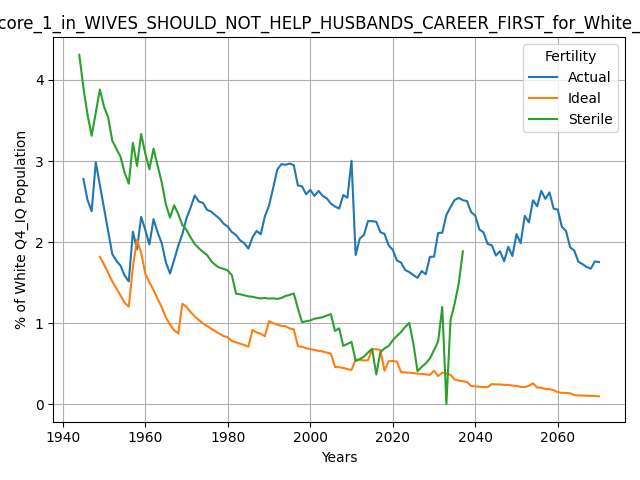 core_1_in_WIVES_SHOULD_NOT_HELP_HUSBANDS_CAREER_FIRST_for_White_
Fertility
Actual
Ideal
Sterile
% of White Q4_IQ Population
4
3
2
1
0
1940 1960 1980 2000 2020 2040 2060
Years